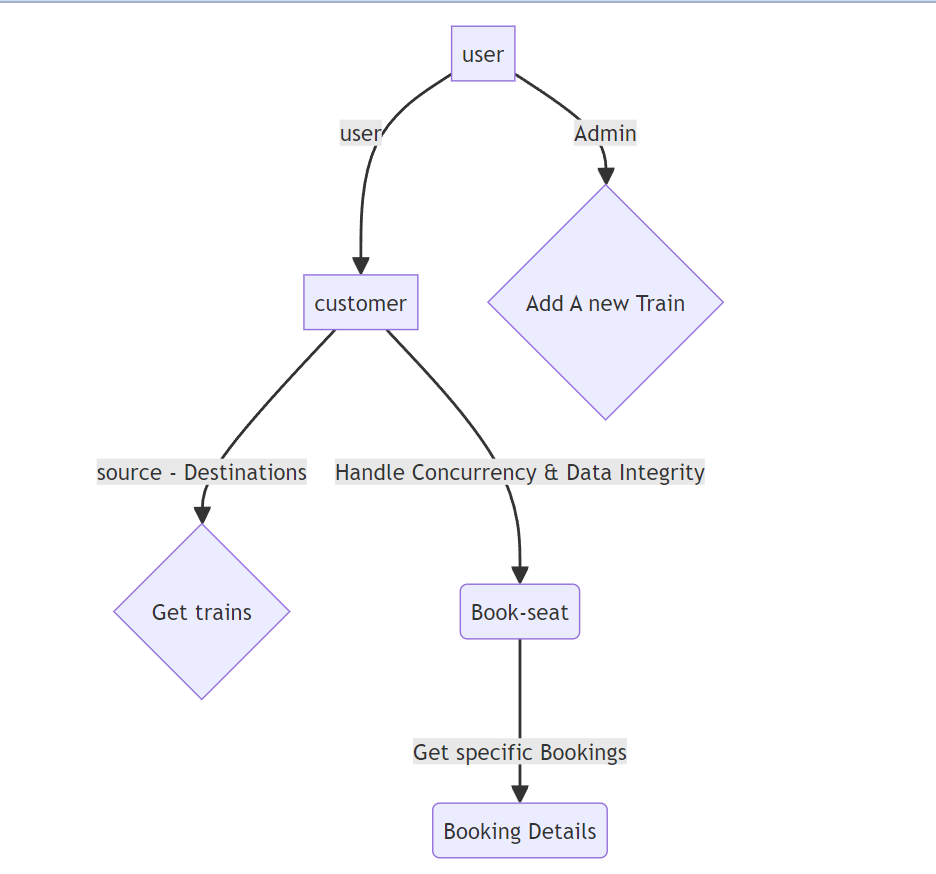 user
user
Admin
customer
Add A new Train
source - Destinations
Handle Concurrency & Data Integrity
Get trains
Book-seat
Get specific Bookings
Booking Details